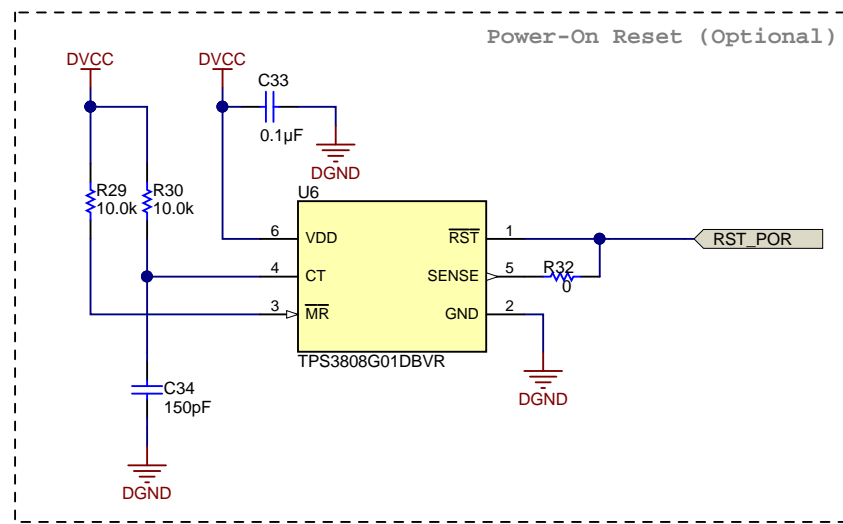 Power-On Reset (Optional)
DVCC
DVCC
C33
0.1µF
DGND
R29
10.0k
R30
10.0k
U6
6
VDD
RST
1
RST_POR
4
CT
SENSE
5
R32
0
3
MR
GND
2
TPS3808G01DBVR
C34
150pF
DGND
DGND